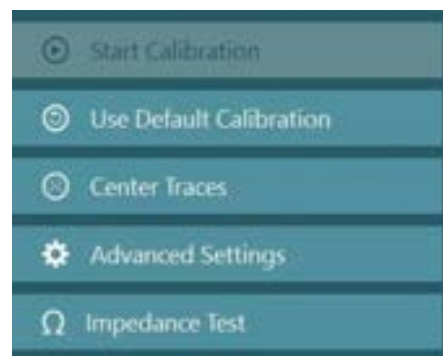 Start Calibration
Use Default Calibration
Center Traces
Advanced Settings
Impedance Test